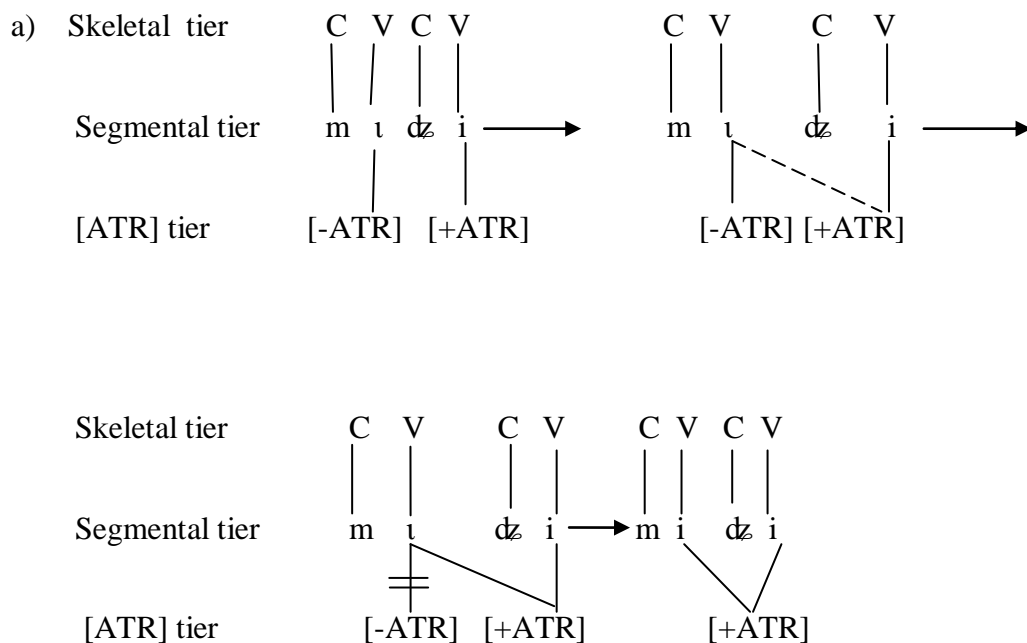 a) Skeletal tier C V C V C V C V
Segmental tier m ɩ ʥ i m ɩ ʥ i
[ATR] tier [-ATR] [+ATR] [-ATR] [+ATR]
Skeletal tier C V C V C V C V
Segmental tier m ɩ ʥ i m i ʥ i
[ATR] tier [-ATR] [+ATR] [+ATR]